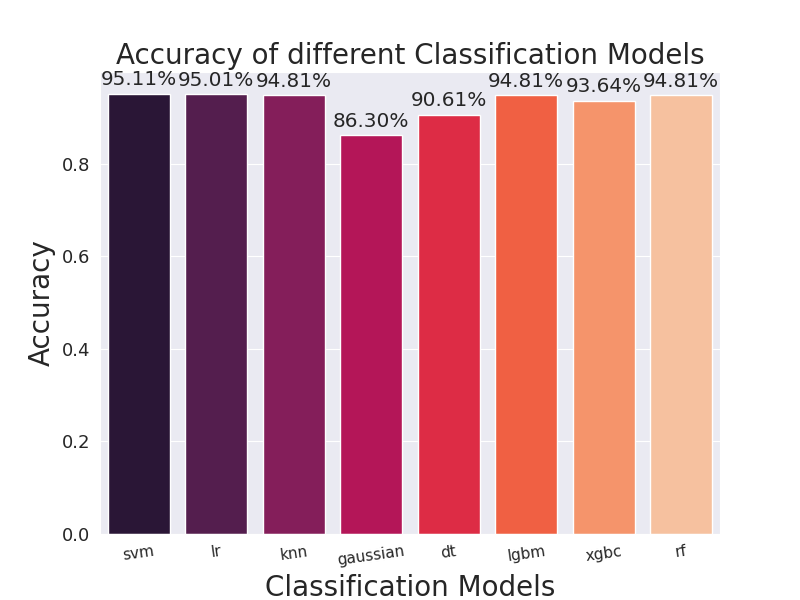 Accuracy of different Classification Models
95.11% 95.01% 94.81% 86.30% 90.61% 94.81% 93.64% 94.81%
Accuracy
0.8
0.6
0.4
0.2
0.0
svm lr knn gaussian dt lgbm xgbc rf
Classification Models